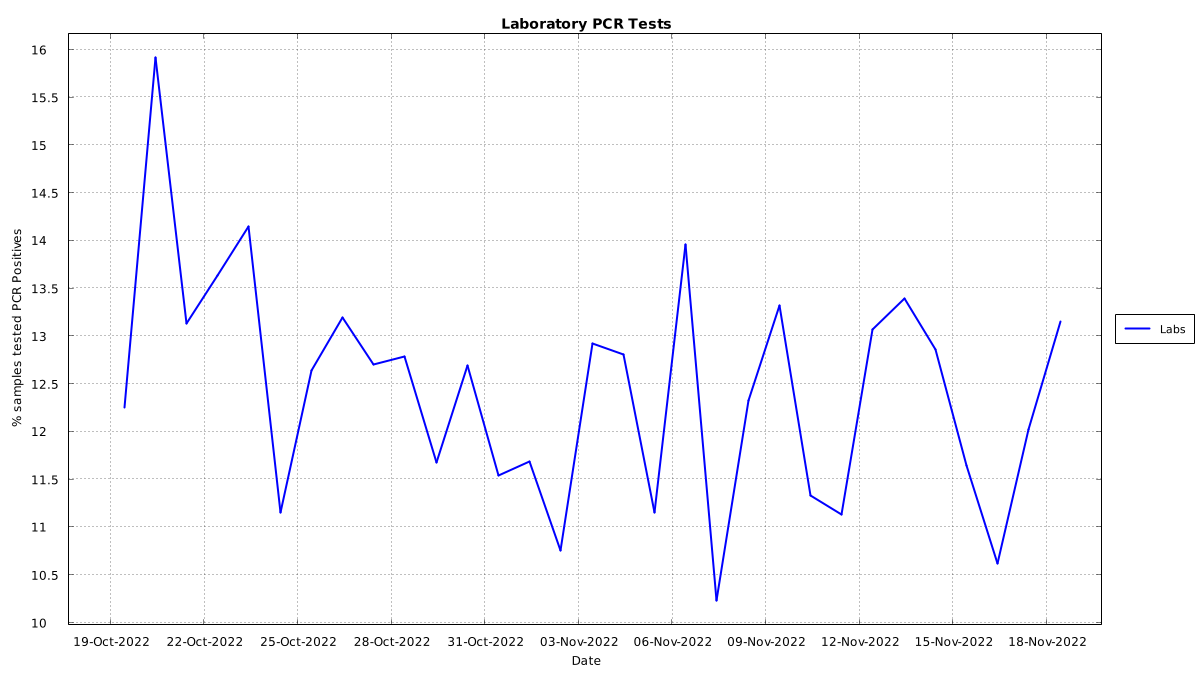 Laboratory PCR Tests
16
15.5
15
14.5
14
13.5
13
12.5
12
11.5
11
10.5
10
% samples tested PCR Positives
19-Oct-2022 22-Oct-2022 25-Oct-2022 28-Oct-2022 31-Oct-2022 03-Nov-2022 06-Nov-2022 09-Nov-2022 12-Nov-2022 15-Nov-2022 18-Nov-2022
Date
Labs